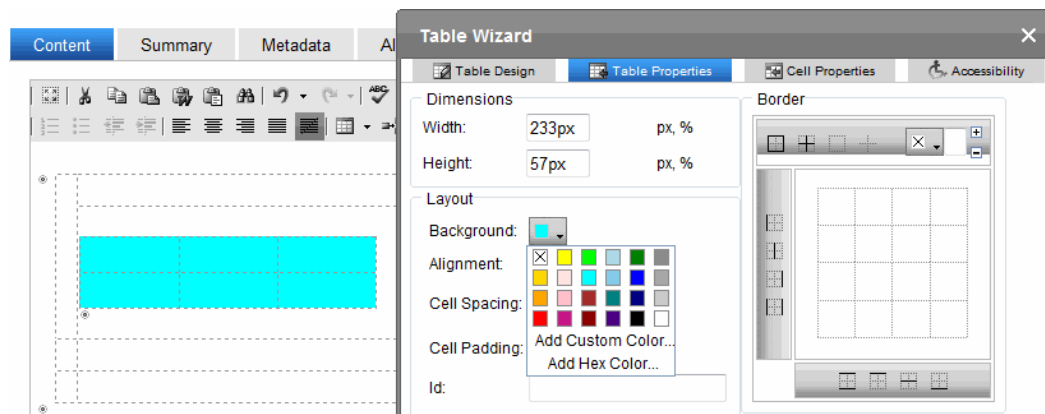 Table Wizard
Content Summary Metadata Al
Table Design Table Properties Cell Properties Accessibility
ABC
Dimensions
Width: 233px px, %
Height: 57px px, %
Layout
Background:
Alignment:
Cell Spacing:
Cell Padding:
Id:
Add Custom Color...
Add Hex Color...
Border